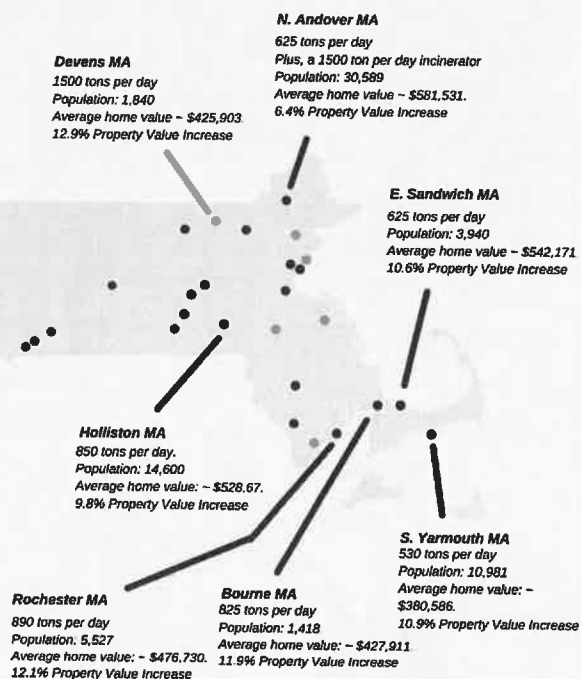 N. Andover MA
625 tons per day
Plus, a 1500 ton per day incinerator
Population: 30,589
Average home value ~ $581,531.
6.4% Property Value Increase
Devens MA
1500 tons per day
Population: 1,840
Average home value ~ $425,903.
12.9% Property Value Increase
E. Sandwich MA
625 tons per day
Population: 3,940
Average home value ~ $542,171
10.6% Property Value Increase
Holliston MA
850 tons per day.
Population: 14,600
Average home value: ~ $528.67.
9.8% Property Value Increase
S. Yarmouth MA
530 tons per day
Population: 10,981
Average home value: ~
$380,586.
10.9% Property Value Increase
Rochester MA
890 tons per day
Population: 5,527
Average home value: ~ $476,730.
12.1% Property Value Increase
Bourne MA
825 tons per day
Population: 1,418
Average home value: ~ $427,911
11.9% Property Value Increase